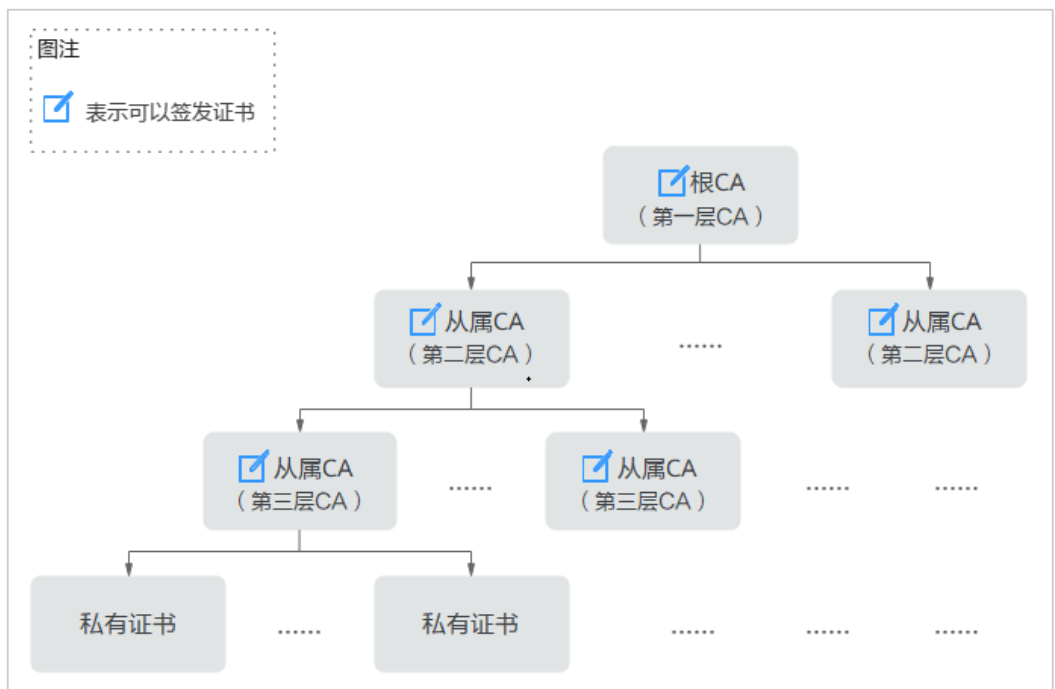 图注
表示可以签发证书
根CA
（第一层CA）
从属CA
（第二层CA）
......
从属CA
（第二层CA）
从属CA
（第三层CA）
......
从属CA
（第三层CA）
......
......
私有证书
......
私有证书
......
......
......